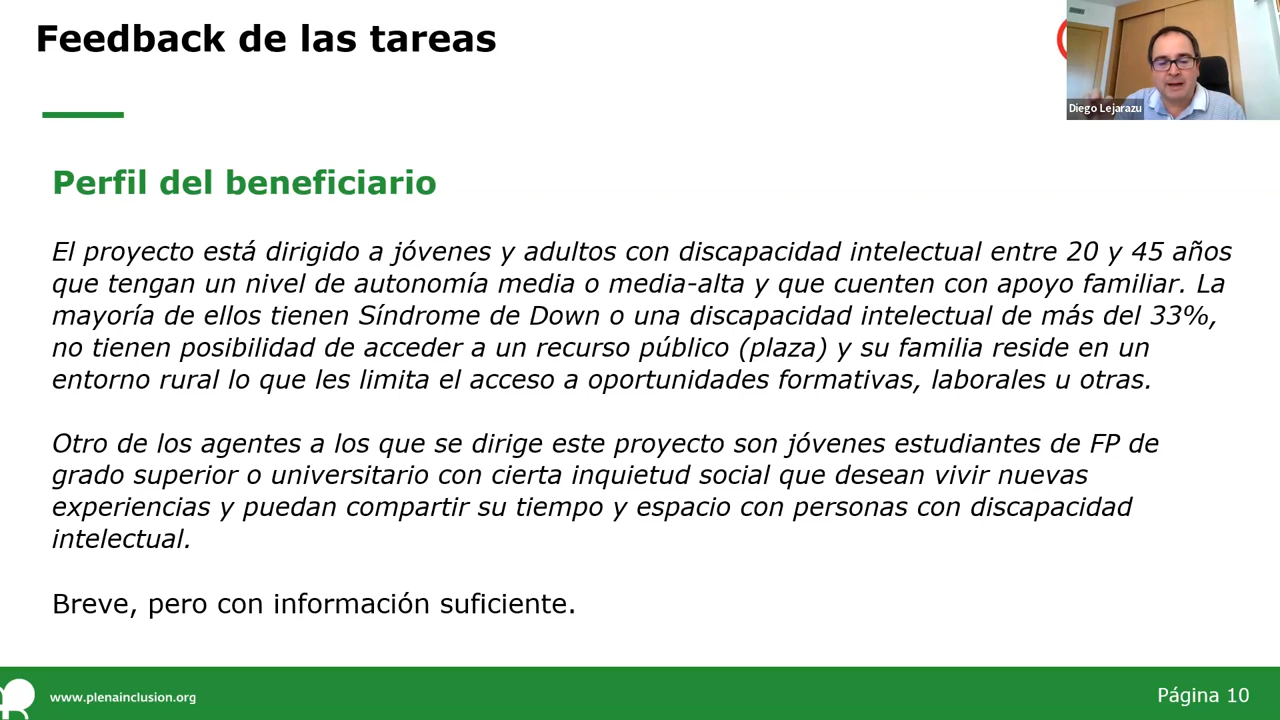 Feedback de las tareas
Diego Lejarazu
Perfil del beneficiario
El proyecto está dirigido a jóvenes y adultos con discapacidad intelectual entre 20 y 45 años
que tengan un nivel de autonomía media o media-alta y que cuenten con apoyo familiar. La
mayoría de ellos tienen Síndrome de Down o una discapacidad intelectual de más del 33%,
no tienen posibilidad de acceder a un recurso público (plaza) y su familia reside en un
entorno rural lo que les limita el acceso a oportunidades formativas, laborales u otras.
Otro de los agentes a los que se dirige este proyecto son jóvenes estudiantes de FP de
grado superior o universitario con cierta inquietud social que desean vivir nuevas
experiencias y puedan compartir su tiempo y espacio con personas con discapacidad
intelectual.
Breve, pero con información suficiente.
www.plenainclusion.org
Página 10